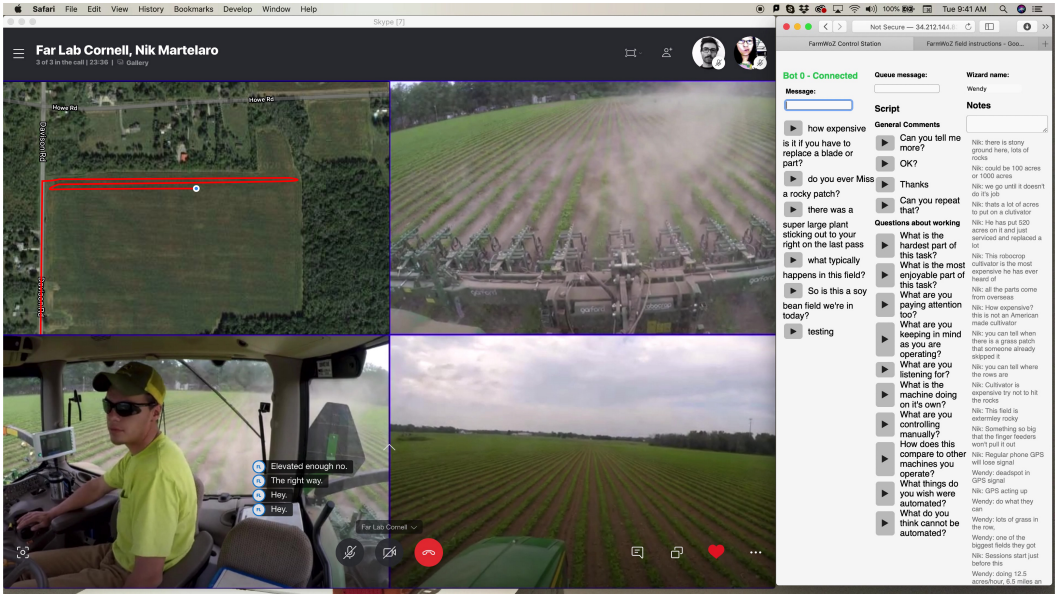 Safari File Edit View History Bookmarks Develop Window Help
100%
Tue 9:41 AM
Skype [7]
Far Lab Cornell, Nik Martelaro
3 of 3 in the call | 23:36 | Gallery
Howe Rd
Howe Rd
Davison Rd
Davison Rd
garford
garford
Elevated enough no.
The right way.
Hey.
Hey.
Far Lab Cornell
Not Secure — 34.212.144.8
FarmWoZ Control Station
FarmWoZ field instructions - Goo...
Bot 0 - Connected
Message:
how expensive
is it if you have to
replace a blade or
part?
do you ever Miss
a rocky patch?
there was a
super large plant
sticking out to your
right on the last pass
what typically
happens in this field?
So is this a soy
bean field we're in
today?
testing
Queue message:
Script
General Comments
Can you tell me
more?
OK?
Thanks
Can you repeat
that?
Questions about working
What is the
hardest part of
this task?
What is the most
enjoyable part of
this task?
What are you
paying attention
too?
What are you
keeping in mind
as you are
operating?
What are you
listening for?
What is the
machine doing
on it's own?
What are you
controlling
manually?
How does this
compare to other
machines you
operate?
What things do
you wish were
automated?
What do you
think cannot be
automated?
Wizard name:
Wendy
Notes
Nik: there is stony
ground here, lots of
rocks
Nik: could be 100 acres
or 1000 acres
Nik: we go until it doesn't
do it's job
Nik: thats a lot of acres
to put on a clutivator
Nik: He has put 520
acres on it and just
serviced and replaced a
lot
Nik: This robocrop
cultivator is the most
expensive he has ever
heard of
Nik: all the parts come
from overseas
Nik: How expensive?
this is not an American
made cultivator
Nik: you can tell when
there is a grass patch
that someone already
skipped it
Nik: you can tell where
the rows are
Nik: Cultivator is
expensive try not to hit
the rocks
Nik: This field is
extermley rocky
Nik: Something so big
that the finger feeders
won't pull it out
Nik: Regular phone GPS
will lose signal
Wendy: deadspot in
GPS signal
Nik: GPS acting up
Wendy: do what they
can
Wendy: lots of grass in
the row,
Wendy: one of the
biggest fields they got
Nik: Sessions start just
before this
Wendy: doing 12.5
acres/hour, 6.5 miles an